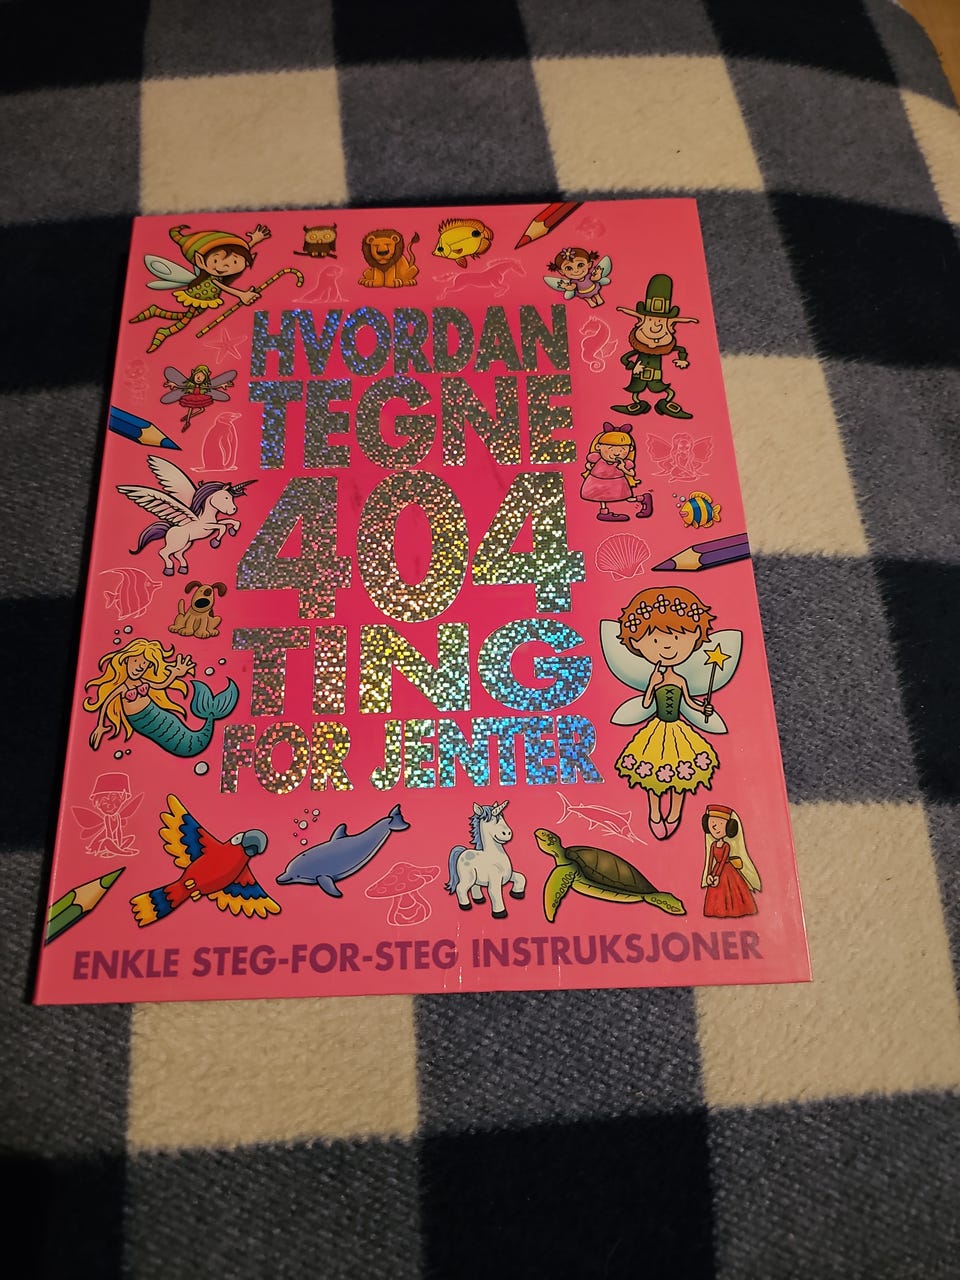 HVORDAN
TEGNE
404
TING
FOR JENTER
ENKLE STEG-FOR-STEG INSTRUKSJONER